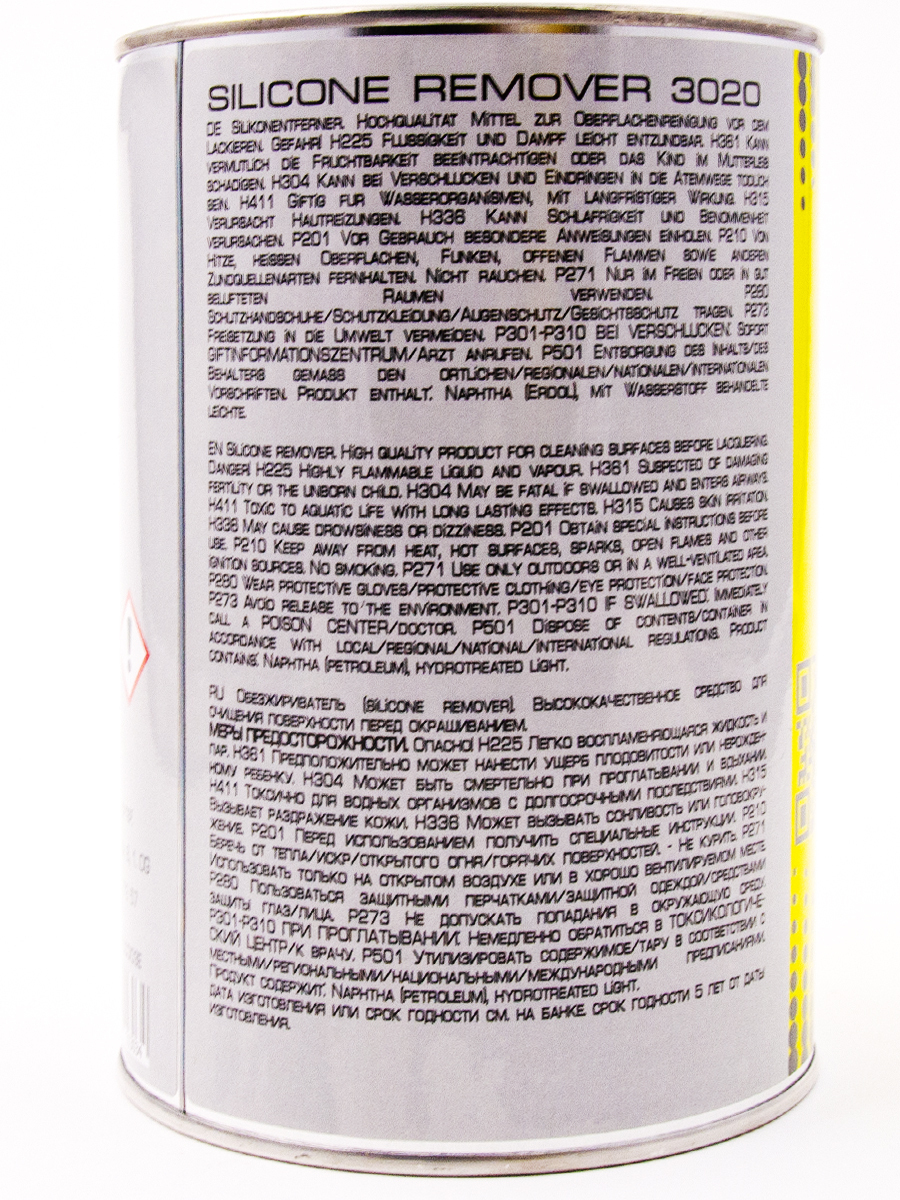 SILICONE REMOVER 3020
DE SILIKONENTFERNER. HOCHQUALITAT MITTEL ZUR OBERFLACHENREINIGUNG VOR DEM
LACKIEREN. GEFAHR! H225 FLUSSIGKEIT UND DAMPF LEICHT ENTZUNDBAR. H361 KANN
VERMUTLICH DIE FRUCHTBARKEIT BEEINTRACHTIGEN ODER DAS KIND IM MUTTERLEIB
SCHADIGEN. H304 KANN BEI VERSCHLUCKEN UND EINDRINGEN IN DIE ATEMWEGE TODLICH
SEIN. H411 GIFTIG FUR WASSERORGANISMEN, MIT LANGFRISTIGER WIRKUNG. H315
VERURSACHT HAUTREIZUNGEN. H336 KANN SCHLAFRIGKEIT UND BENOMMENHEIT
VERURSACHEN. P201 VOR GEBRAUCH BESONDERE ANWEISUNGEN EINHOLEN. P210 VON
HITZE, HEISSEN OBERFLACHEN, FUNKEN, OFFENEN FLAMMEN SOWIE ANDEREN
ZUNDQUELLENARTEN FERNHALTEN. NICHT RAUCHEN. P271 NUR IM FREIEN ODER IN GUT
BELUFTETEN RAUMEN VERWENDEN. P280
SCHUTZHANDSCHUHE/SCHUTZKLEIDUNG/AUGENSCHUTZ/GESICHTSSCHUTZ TRAGEN. P273
FREISETZUNG IN DIE UMWELT VERMEIDEN. P301-P310 BEI VERSCHLUCKEN: SOFORT
GIFTINFORMATIONSZENTRUM/ARZT ANRUFEN. P501 ENTSORGUNG DES INHALTS/DES
BEHALTERS GEMASS DEN ORTLICHEN/REGIONALEN/NATIONALEN/INTERNATIONALEN
VORSCHRIFTEN. PRODUKT ENTHALT: NAPHTHA (ERDOL), MIT WASSERSTOFF BEHANDELTE
LEICHTE.
EN SILICONE REMOVER. HIGH QUALITY PRODUCT FOR CLEANING SURFACES BEFORE LACQUERING.
DANGER! H225 HIGHLY FLAMMABLE LIQUID AND VAPOUR. H361 SUSPECTED OF DAMAGING
FERTILITY OR THE UNBORN CHILD. H304 MAY BE FATAL IF SWALLOWED AND ENTERS AIRWAYS.
H411 TOXIC TO AQUATIC LIFE WITH LONG LASTING EFFECTS. H315 CAUSES SKIN IRRITATION.
H336 MAY CAUSE DROWSINESS OR DIZZINESS. P201 OBTAIN SPECIAL INSTRUCTIONS BEFORE
USE. P210 KEEP AWAY FROM HEAT, HOT SURFACES, SPARKS, OPEN FLAMES AND OTHER
IGNITION SOURCES. NO SMOKING. P271 USE ONLY OUTDOORS OR IN A WELL-VENTILATED AREA.
P280 WEAR PROTECTIVE GLOVES/PROTECTIVE CLOTHING/EYE PROTECTION/FACE PROTECTION.
P273 AVOID RELEASE TO THE ENVIRONMENT. P301-P310 IF SWALLOWED: IMMEDIATELY
CALL A POISON CENTER/DOCTOR. P501 DISPOSE OF CONTENTS/CONTAINER IN
ACCORDANCE WITH LOCAL/REGIONAL/NATIONAL/INTERNATIONAL REGULATIONS. PRODUCT
CONTAINS: NAPHTHA (PETROLEUM), HYDROTREATED LIGHT.
RU ОБЕЗЖИРИВАТЕЛЬ (SILICONE REMOVER). ВЫСОКОКАЧЕСТВЕННОЕ СРЕДСТВО ДЛЯ
ОЧИЩЕНИЯ ПОВЕРХНОСТИ ПЕРЕД ОКРАШИВАНИЕМ.
МЕРЫ ПРЕДОСТОРОЖНОСТИ. ОПАСНО! H225 ЛЕГКО ВОСПЛАМЕНЯЮЩАЯСЯ ЖИДКОСТЬ И
ПАР. H361 ПРЕДПОЛОЖИТЕЛЬНО МОЖЕТ НАНЕСТИ УЩЕРБ ПЛОДОВИТОСТИ ИЛИ НЕРОЖДЕН-
НОМУ РЕБЕНКУ. H304 МОЖЕТ БЫТЬ СМЕРТЕЛЬНО ПРИ ПРОГЛАТЫВАНИИ И ВДЫХАНИИ.
H411 ТОКСИЧНО ДЛЯ ВОДНЫХ ОРГАНИЗМОВ С ДОЛГОСРОЧНЫМИ ПОСЛЕДСТВИЯМИ. H315
ВЫЗЫВАЕТ РАЗДРАЖЕНИЕ КОЖИ. H336 МОЖЕТ ВЫЗЫВАТЬ СОНЛИВОСТЬ ИЛИ ГОЛОВОКРУ-
ЖЕНИЕ. P201 ПЕРЕД ИСПОЛЬЗОВАНИЕМ ПОЛУЧИТЬ СПЕЦИАЛЬНЫЕ ИНСТРУКЦИИ. P210
БЕРЕЧЬ ОТ ТЕПЛА/ИСКР/ОТКРЫТОГО ОГНЯ/ГОРЯЧИХ ПОВЕРХНОСТЕЙ. - НЕ КУРИТЬ. P271
ИСПОЛЬЗОВАТЬ ТОЛЬКО НА ОТКРЫТОМ ВОЗДУХЕ ИЛИ В ХОРОШО ВЕНТИЛИРУЕМОМ МЕСТЕ.
P280 ПОЛЬЗОВАТЬСЯ ЗАЩИТНЫМИ ПЕРЧАТКАМИ/ЗАЩИТНОЙ ОДЕЖДОЙ/СРЕДСТВАМИ
ЗАЩИТЫ ГЛАЗ/ЛИЦА. P273 НЕ ДОПУСКАТЬ ПОПАДАНИЯ В ОКРУЖАЮЩУЮ СРЕДУ.
P301-P310 ПРИ ПРОГЛАТЫВАНИИ: НЕМЕДЛЕННО ОБРАТИТЬСЯ В ТОКСИКОЛОГИЧЕ-
СКИЙ ЦЕНТР/К ВРАЧУ. P501 УТИЛИЗИРОВАТЬ СОДЕРЖИМОЕ/ТАРУ В СООТВЕТСТВИИ С
МЕСТНЫМИ/РЕГИОНАЛЬНЫМИ/НАЦИОНАЛЬНЫМИ/МЕЖДУНАРОДНЫМИ ПРЕДПИСАНИЯМИ.
ПРОДУКТ СОДЕРЖИТ: NAPHTHA (PETROLEUM), HYDROTREATED LIGHT.
ДАТА ИЗГОТОВЛЕНИЯ ИЛИ СРОК ГОДНОСТИ СМ. НА БАНКЕ. СРОК ГОДНОСТИ 5 ЛЕТ ОТ ДАТЫ
ИЗГОТОВЛЕНИЯ.